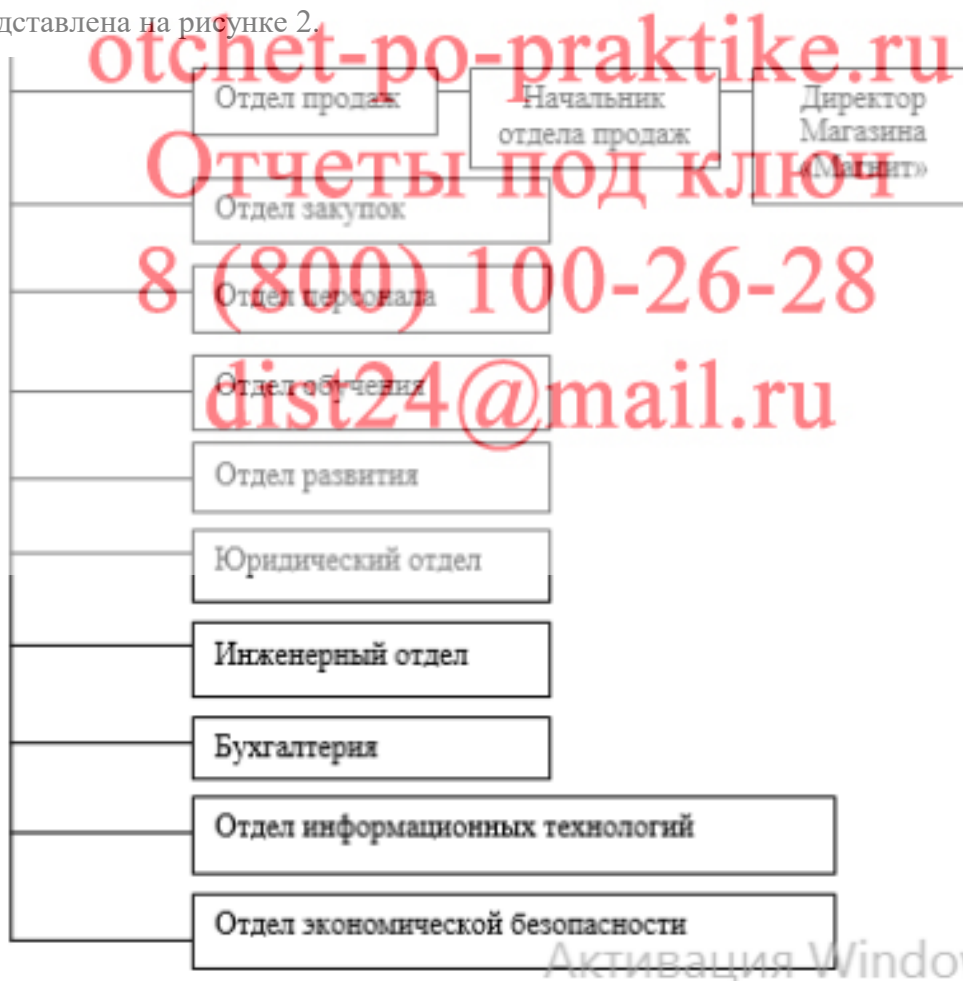 дставлена на рисунке 2.
otchet-po-praktike.ru
Отдел продаж
Начальник
отдела продаж
Директор
Магазина
«Магнит»
Отчеты под ключ
Отдел закупок
8 (800) 100-26-28
Отдел персонала
dist24@mail.ru
Отдел обучения
Отдел развития
Юридический отдел
Инженерный отдел
Бухгалтерия
Отдел информационных технологий
Отдел экономической безопасности
Активация Windov